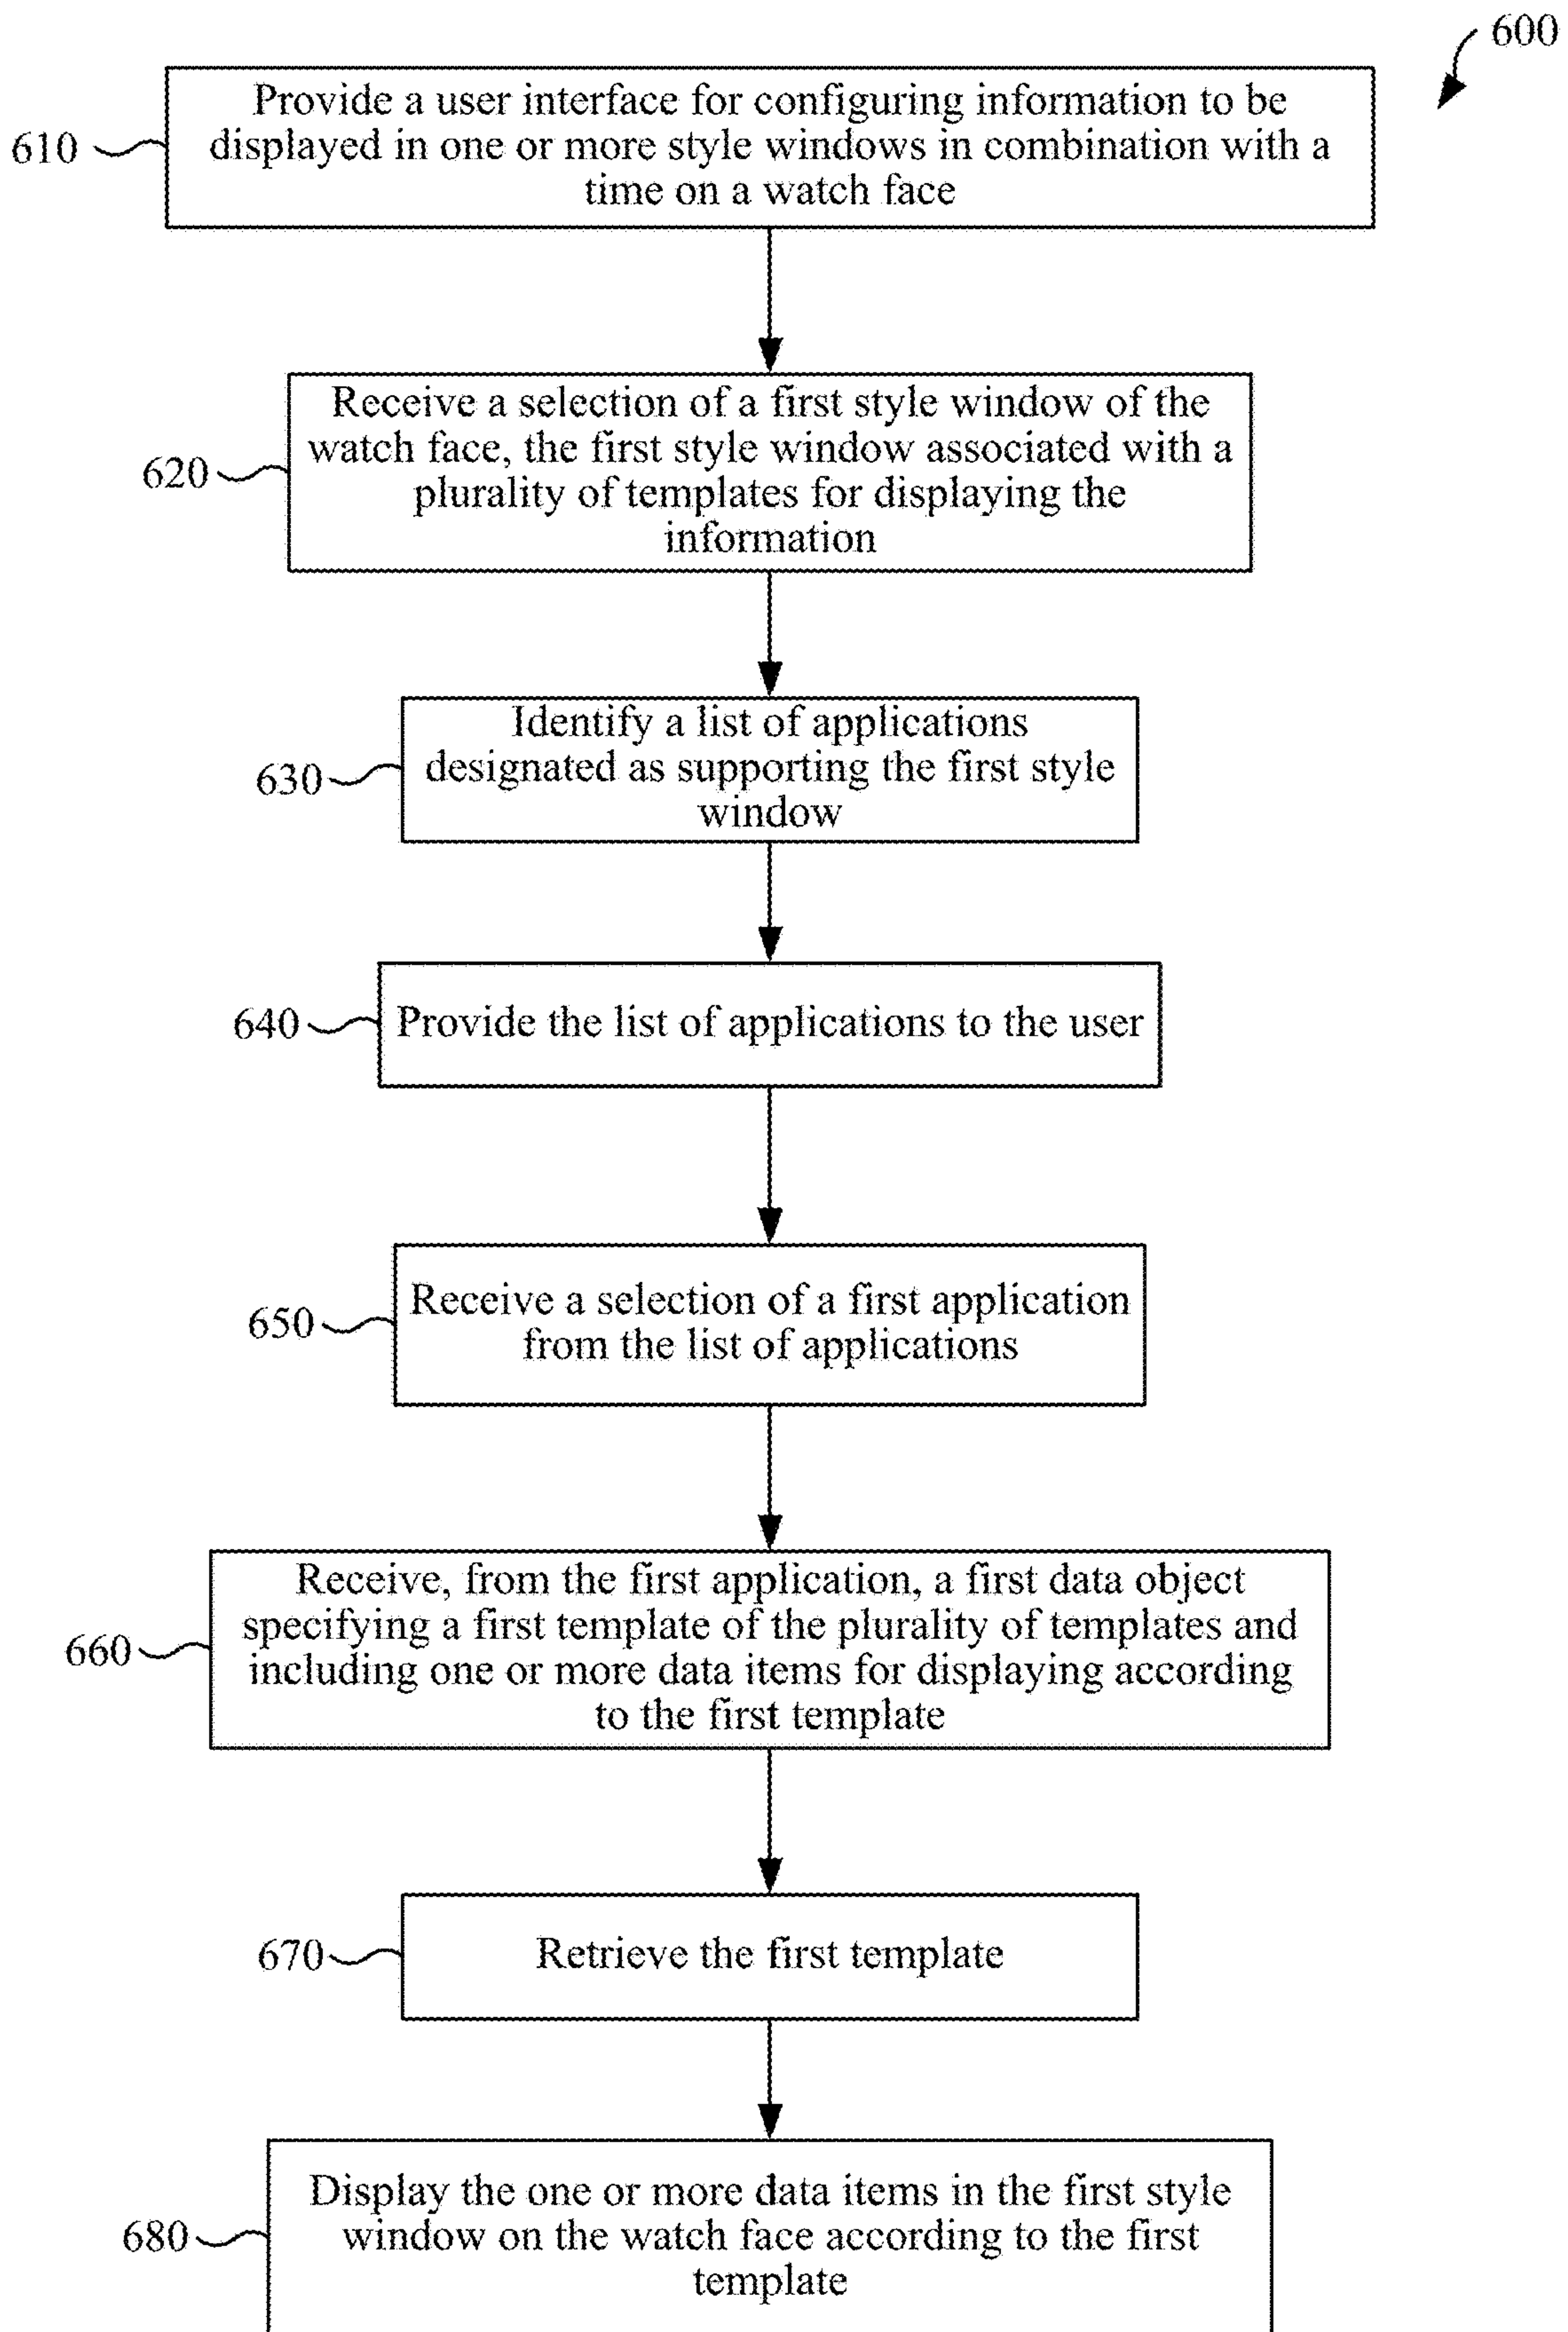 600
610
Provide a user interface for configuring information to be
displayed in one or more style windows in combination with a
time on a watch face
620
Receive a selection of a first style window of the
watch face, the first style window associated with a
plurality of templates for displaying the
information
630
Identify a list of applications
designated as supporting the first style
window
640
Provide the list of applications to the user
650
Receive a selection of a first application
from the list of applications
660
Receive, from the first application, a first data object
specifying a first template of the plurality of templates and
including one or more data items for displaying according
to the first template
670
Retrieve the first template
680
Display the one or more data items in the first style
window on the watch face according to the first
template